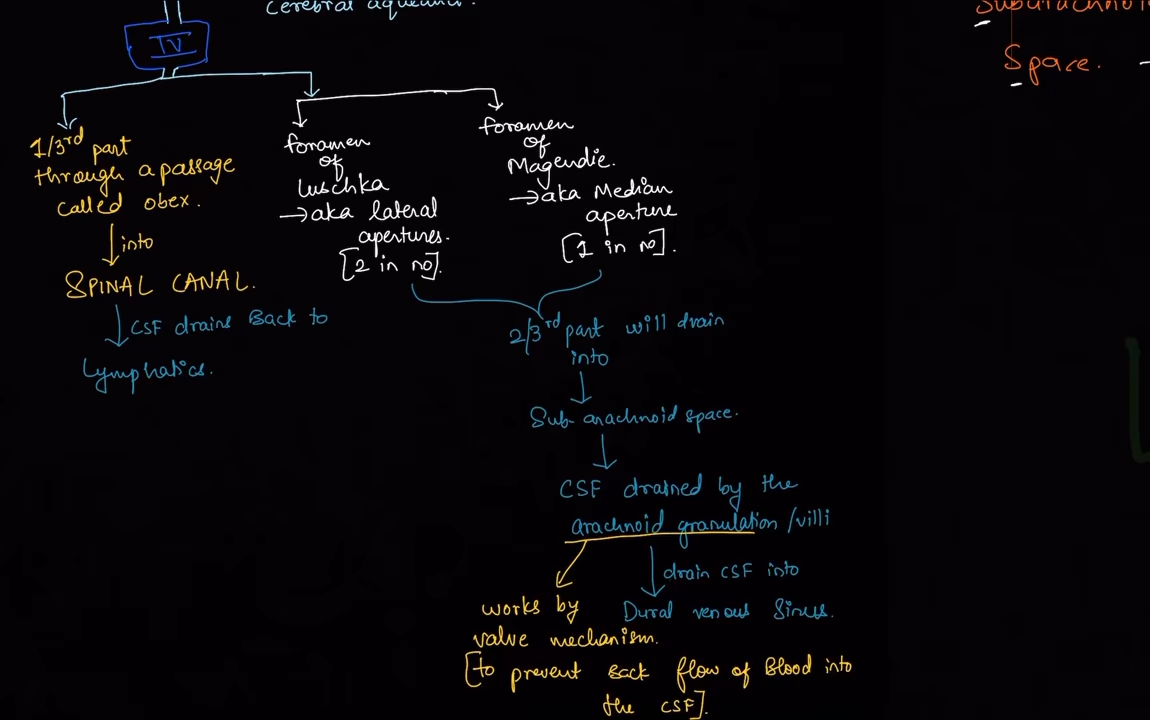 cerebral aqueduct.
Subarachnoid
Space.
IV
1/3rd part
through a passage
called obex.
into
SPINAL CANAL.
CSF drains Back to
Lymphatics.
foramen
of
Luschka
→aka lateral
apertures.
[2 in no].
foramen
of
Magendie.
→aka Median
aperture
[1 in no].
2/3rd part will drain
into
Sub arachnoid space.
CSF drained by the
arachnoid granulation/villi
drain CSF into
Dural venous Sinus.
works by
valve mechanism.
[to prevent Back flow of Blood into
the CSF].